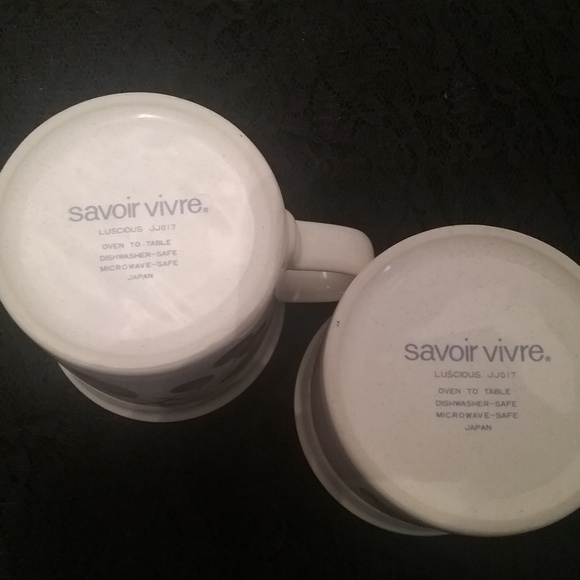 savoir vivre®
LUSCIOUS JJ017
OVEN TO TABLE
DISHWASHER-SAFE
MICROWAVE-SAFE
JAPAN
savoir vivre®
LUSCIOUS JJ017
OVEN TO TABLE
DISHWASHER-SAFE
MICROWAVE-SAFE
JAPAN